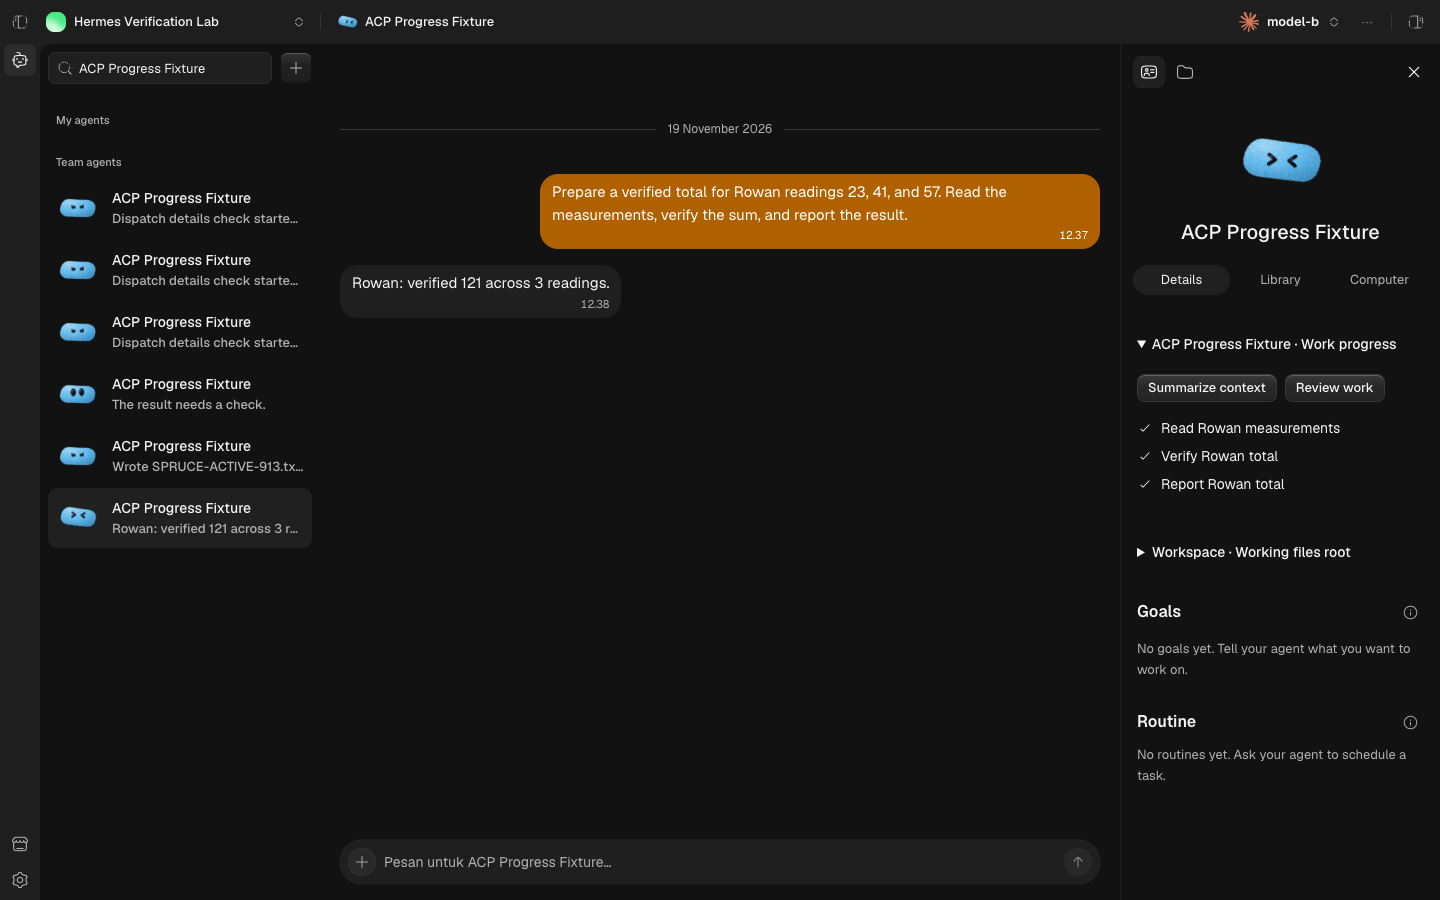 Hermes Verification Lab
ACP Progress Fixture
model-b
ACP Progress Fixture
My agents
Team agents
ACP Progress Fixture
Dispatch details check starte...
ACP Progress Fixture
Dispatch details check starte...
ACP Progress Fixture
Dispatch details check starte...
ACP Progress Fixture
The result needs a check.
ACP Progress Fixture
Wrote SPRUCE-ACTIVE-913.tx...
ACP Progress Fixture
Rowan: verified 121 across 3 r...
19 November 2026
Prepare a verified total for Rowan readings 23, 41, and 57. Read the
measurements, verify the sum, and report the result.
12.37
Rowan: verified 121 across 3 readings.
12.38
Pesan untuk ACP Progress Fixture...
ACP Progress Fixture
Details
Library
Computer
ACP Progress Fixture · Work progress
Summarize context
Review work
Read Rowan measurements
Verify Rowan total
Report Rowan total
Workspace · Working files root
Goals
No goals yet. Tell your agent what you want to
work on.
Routine
No routines yet. Ask your agent to schedule a
task.